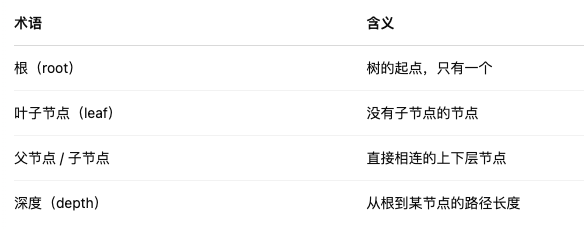 术语 含义
根（root） 树的起点，只有一个
叶子节点（leaf） 没有子节点的节点
父节点 / 子节点 直接相连的上下层节点
深度（depth） 从根到某节点的路径长度